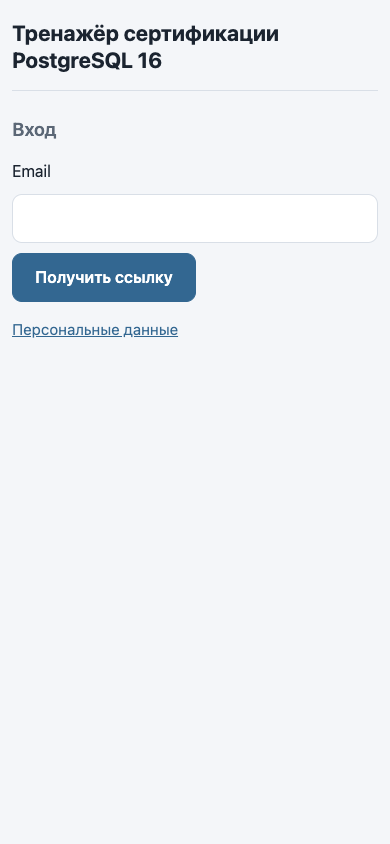 Тренажёр сертификации
PostgreSQL 16
Вход
Email
Получить ссылку
Персональные данные